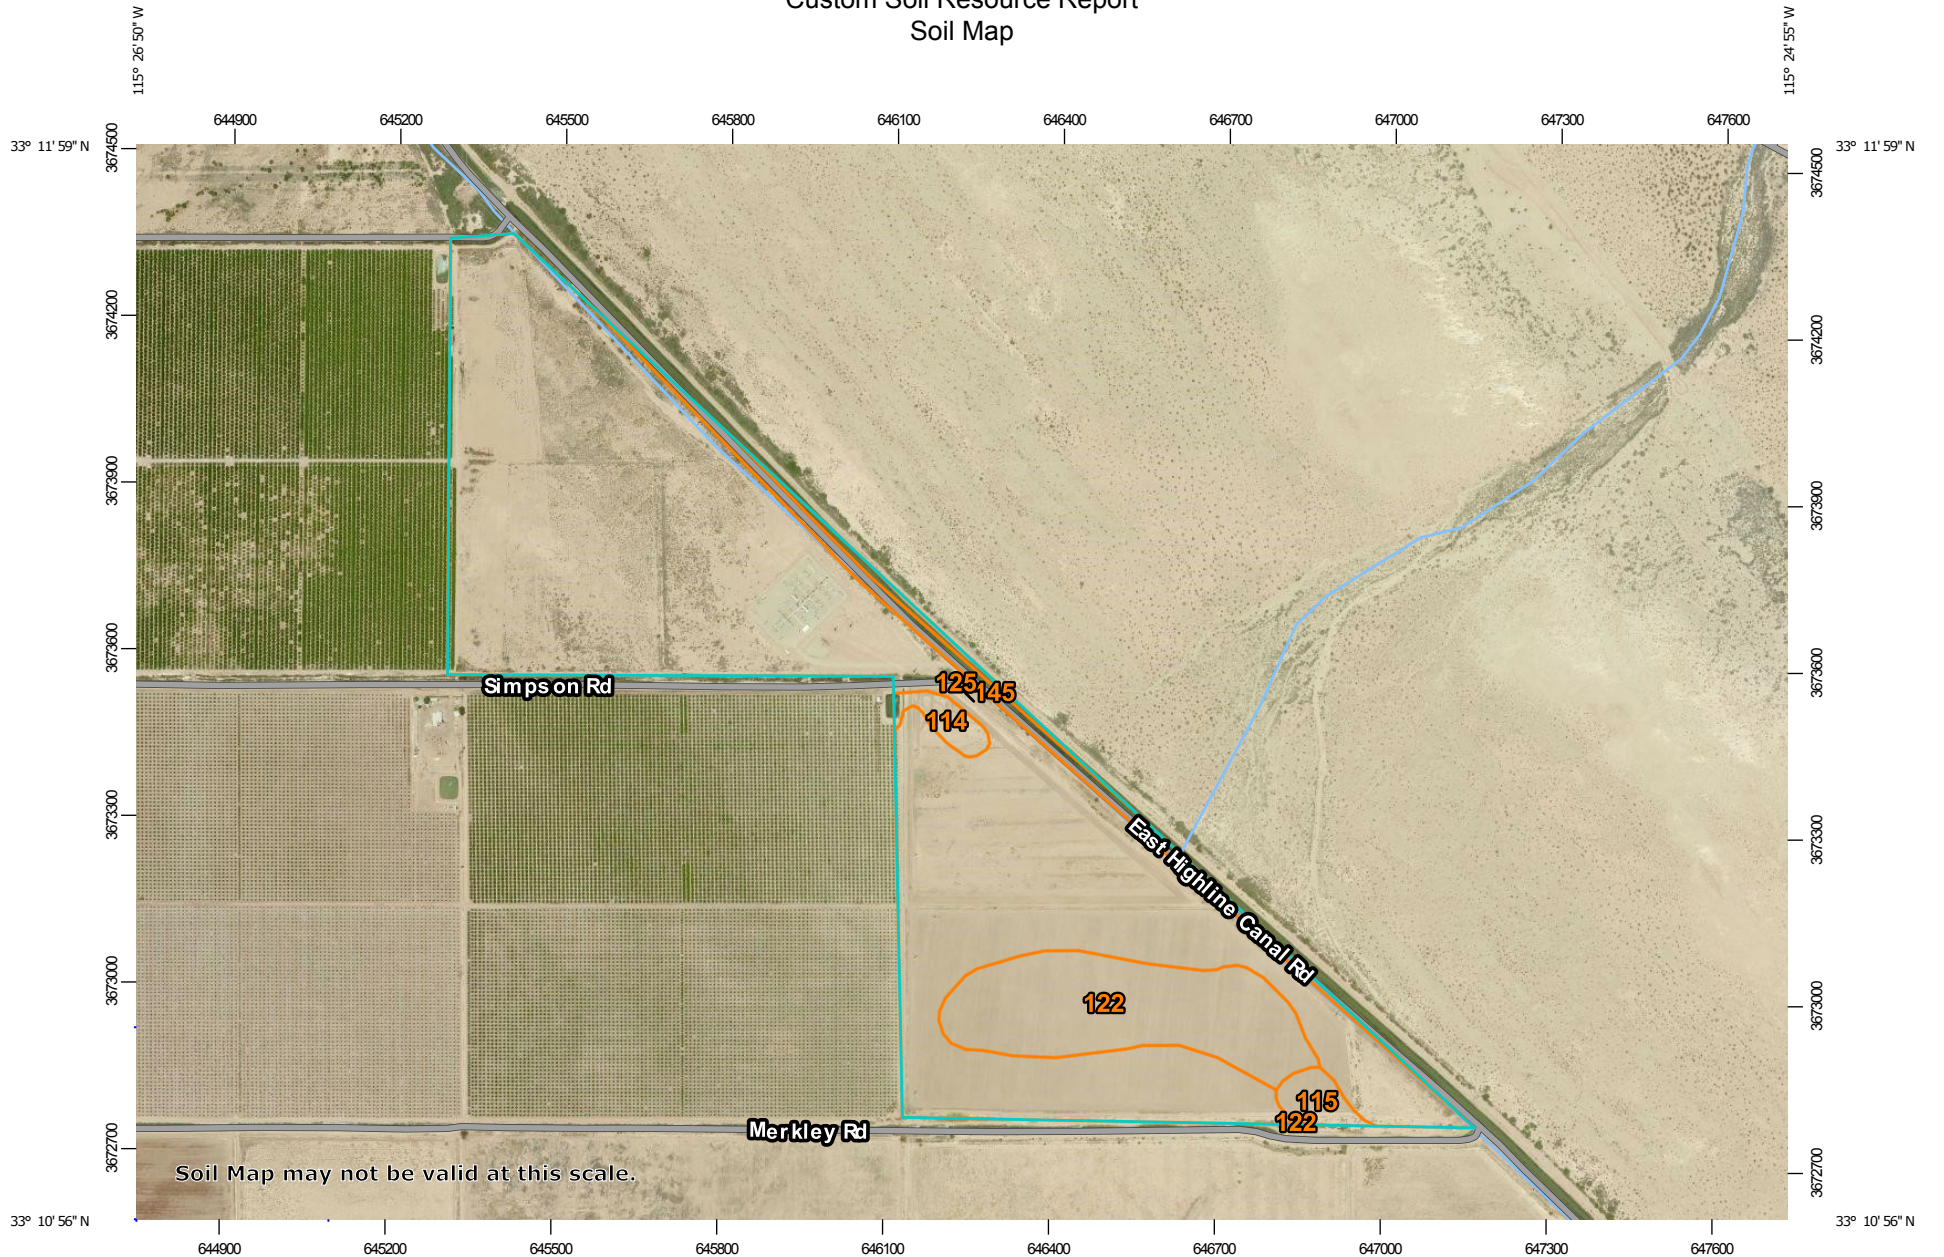 Custom Soil Resource Report
Soil Map
115° 26' 50" W
115° 24' 55" W
644900 645200 645500 645800 646100 646400 646700 647000 647300 647600
33° 11' 59" N
33° 11' 59" N
3674500
3674500
3674200
3674200
3673900
3673900
3673600
3673600
Simpson Rd
125
145
114
3673300
3673300
East Highline Canal Rd
3673000
3673000
122
115
122
Merkley Rd
3672700
3672700
Soil Map may not be valid at this scale.
33° 10' 56" N
33° 10' 56" N
644900 645200 645500 645800 646100 646400 646700 647000 647300 647600